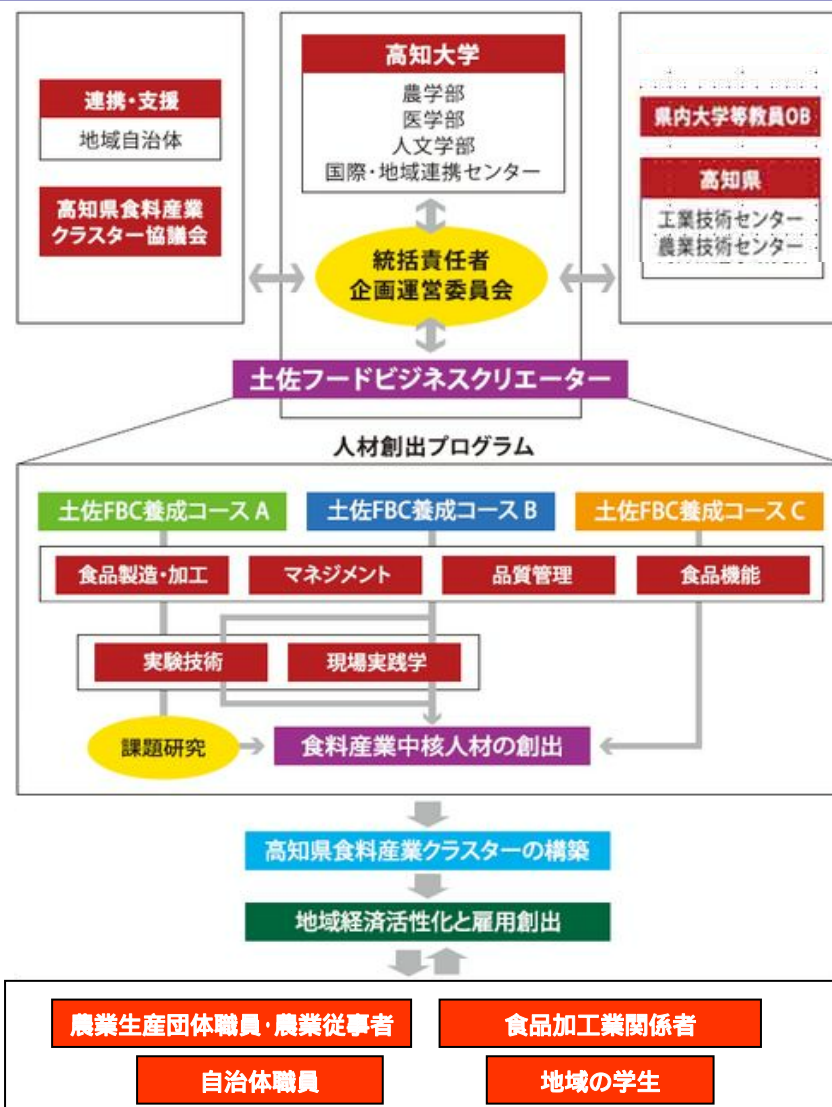 連携・支援
地域自治体
高知県食料産業
クラスター協議会
高知大学
農学部
医学部
人文学部
国際・地域連携センター
県内大学等教員OB
高知県
工業技術センター
農業技術センター
統括責任者
企画運営委員会
土佐フードビジネスクリエーター
人材創出プログラム
土佐FBC養成コース A
土佐FBC養成コース B
土佐FBC養成コース C
食品製造・加工
マネジメント
品質管理
食品機能
実験技術
現場実践学
課題研究
食料産業中核人材の創出
高知県食料産業クラスターの構築
地域経済活性化と雇用創出
農業生産団体職員・農業従事者
食品加工業関係者
自治体職員
地域の学生